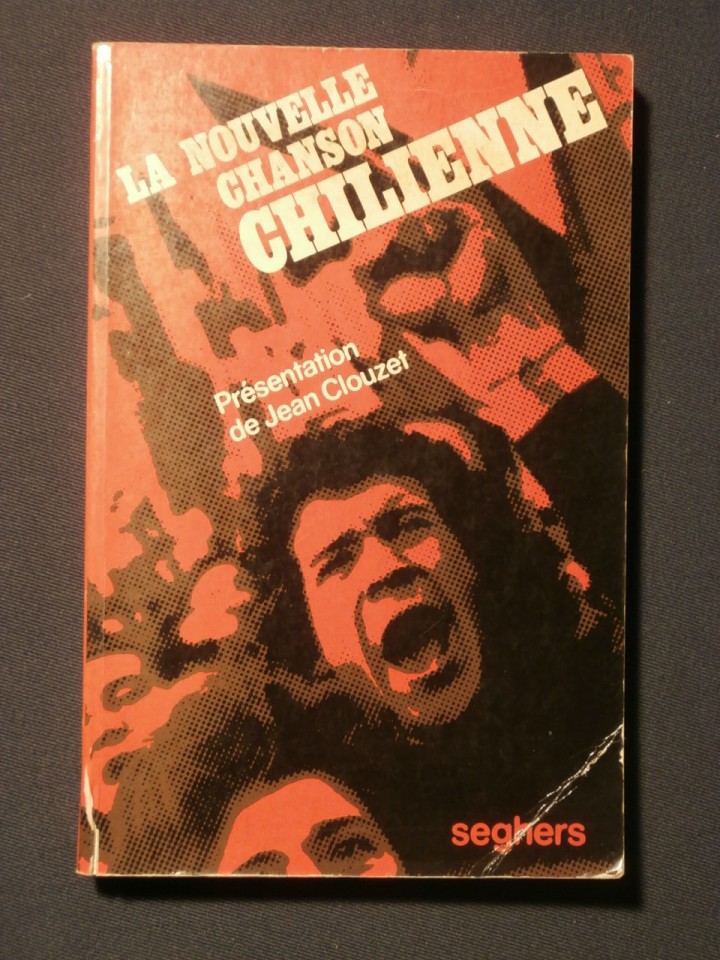 LA NOUVELLE
CHANSON
CHILIENNE
Présentation
de Jean Clouzet
seghers